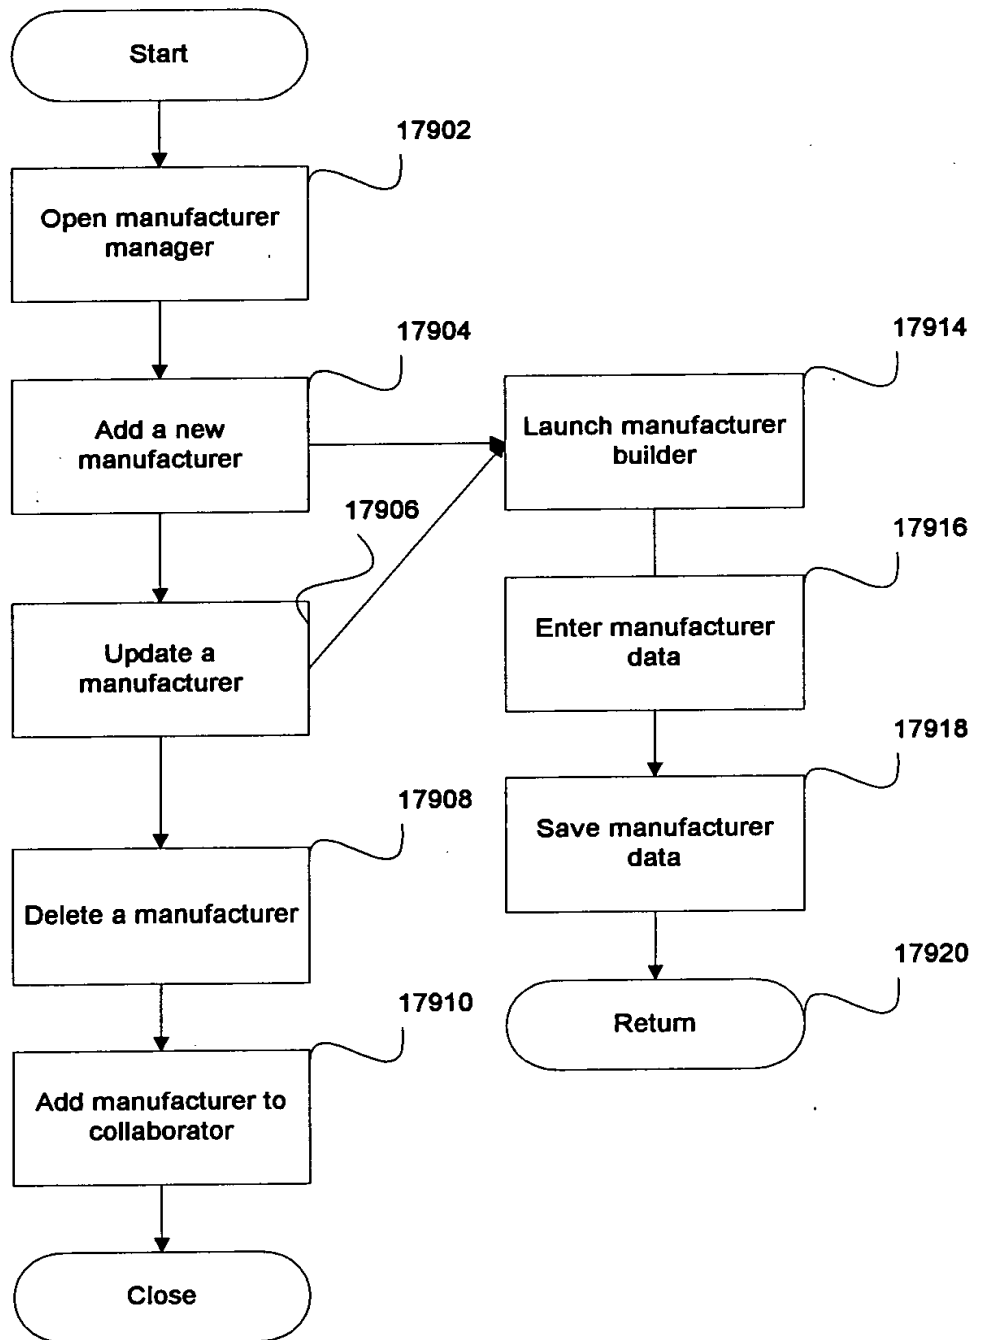 Start
17902
Open manufacturer
manager
17904
Add a new
manufacturer
17906
Update a
manufacturer
17908
Delete a manufacturer
17910
Add manufacturer to
collaborator
Close
17914
Launch manufacturer
builder
17916
Enter manufacturer
data
17918
Save manufacturer
data
17920
Return